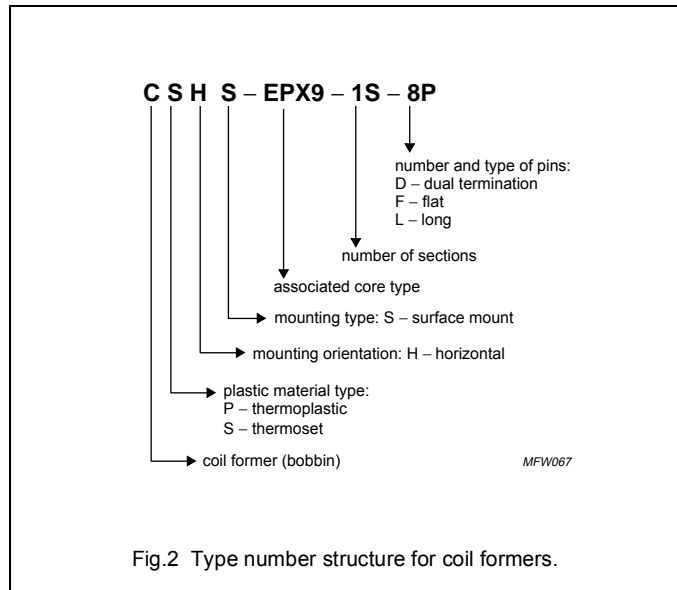 C S H S – EPX9 – 1S – 8P
number and type of pins:
D – dual termination
F – flat
L – long
number of sections
associated core type
mounting type: S – surface mount
mounting orientation: H – horizontal
plastic material type:
P – thermoplastic
S – thermoset
coil former (bobbin)
MFW067
Fig.2 Type number structure for coil formers.